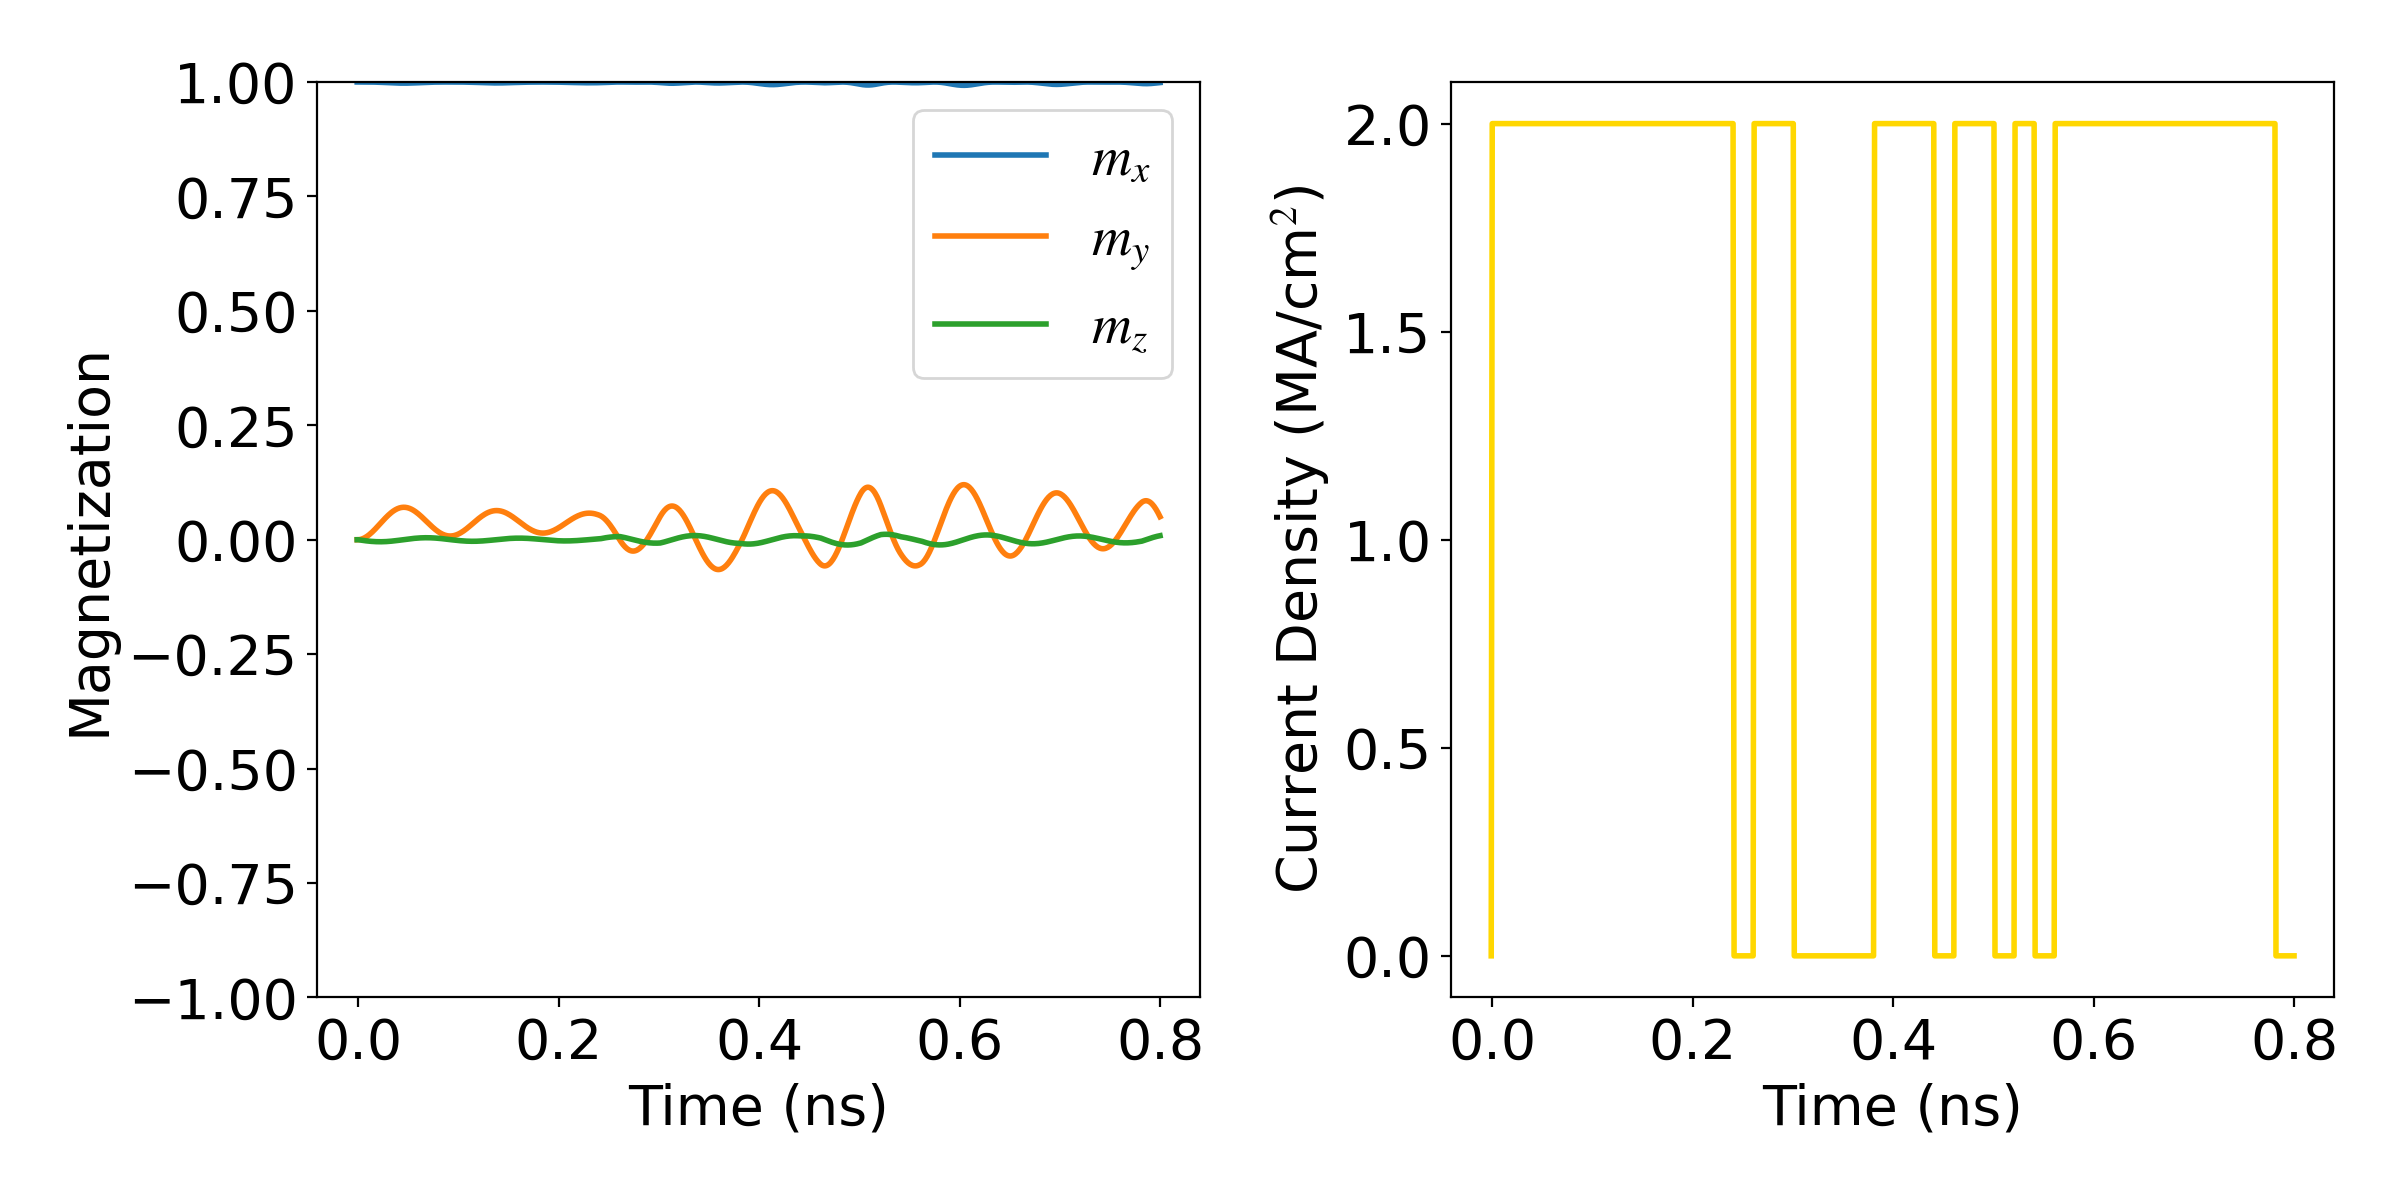 1.00
0.75
0.50
0.25
0.00
−0.25
−0.50
−0.75
−1.00
Magnetization
0.0 0.2 0.4 0.6 0.8
Time (ns)
mx
my
mz
2.0
1.5
1.0
0.5
0.0
Current Density (MA/cm²)
0.0 0.2 0.4 0.6 0.8
Time (ns)